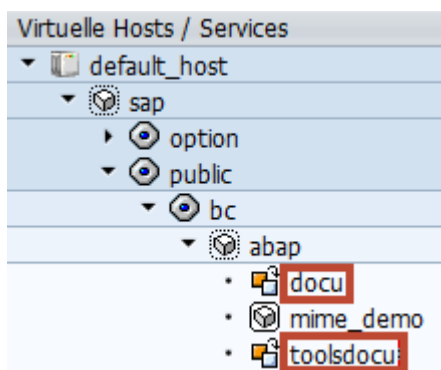 Virtuelle Hosts / Services
default_host
sap
option
public
bc
abap
docu
mime_demo
toolsdocu